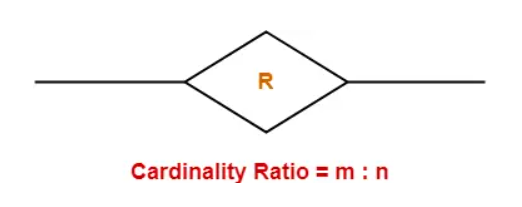 R
Cardinality Ratio = m : n